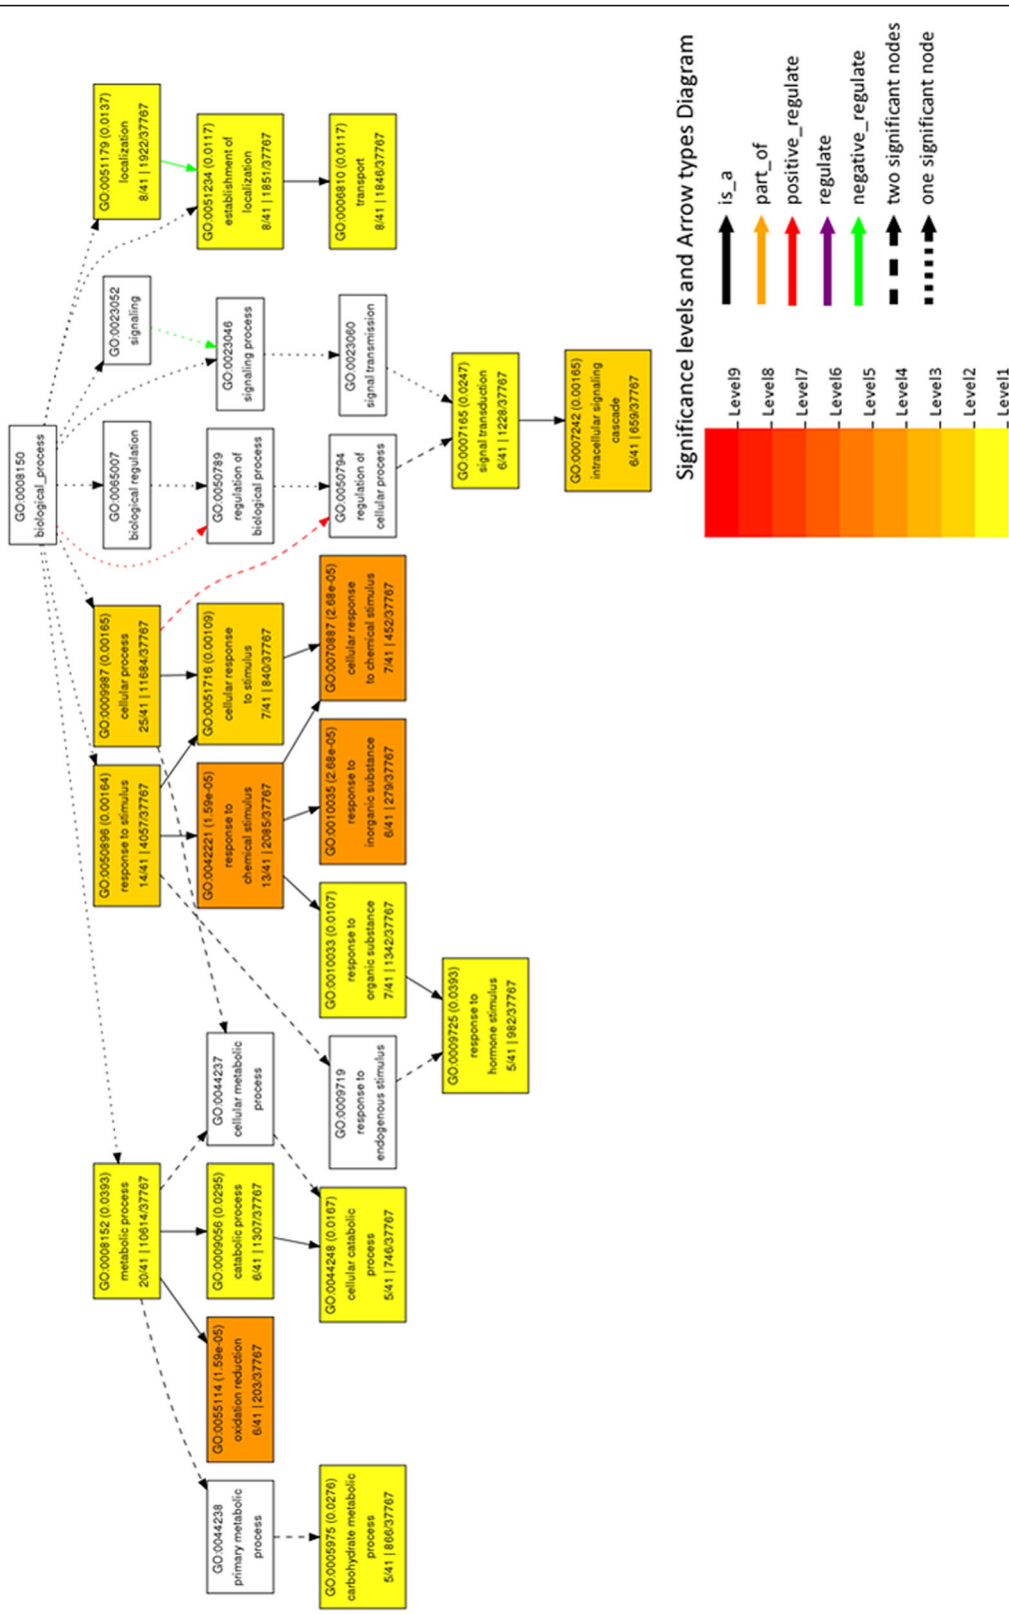 GO:0008150
biological_process
GO:0008152 (0.0393)
metabolic process
20/41 | 10614/37767
GO:0050896 (0.00164)
response to stimulus
14/41 | 4057/37767
GO:0009987 (0.00165)
cellular process
25/41 | 11684/37767
GO:0065007
biological regulation
GO:0023052
signaling
GO:0051179 (0.0137)
localization
8/41 | 1922/37767
GO:0044238
primary metabolic
process
GO:0055114 (1.59e-05)
oxidation reduction
6/41 | 203/37767
GO:0009056 (0.0295)
catabolic process
6/41 | 1307/37767
GO:0044237
cellular metabolic
process
GO:0042221 (1.59e-05)
response to
chemical stimulus
13/41 | 2085/37767
GO:0051716 (0.00109)
cellular response
to stimulus
7/41 | 840/37767
GO:0050789
regulation of
biological process
GO:0023046
signaling process
GO:0051234 (0.0117)
establishment of
localization
8/41 | 1851/37767
GO:0005975 (0.0276)
carbohydrate metabolic
process
5/41 | 866/37767
GO:0044248 (0.0167)
cellular catabolic
process
5/41 | 746/37767
GO:0009719
response to
endogenous stimulus
GO:0010033 (0.0107)
response to
organic substance
7/41 | 1342/37767
GO:0010035 (2.68e-05)
response to
inorganic substance
6/41 | 279/37767
GO:0070887 (2.68e-05)
cellular response
to chemical stimulus
7/41 | 452/37767
GO:0050794
regulation of
cellular process
GO:0023060
signal transmission
GO:0006810 (0.0117)
transport
8/41 | 1846/37767
GO:0009725 (0.0393)
response to
hormone stimulus
5/41 | 982/37767
GO:0007165 (0.0247)
signal transduction
6/41 | 1228/37767
GO:0007242 (0.00165)
intracellular signaling
cascade
6/41 | 659/37767
Significance levels and Arrow types Diagram
Level9
Level8
Level7
Level6
Level5
Level4
Level3
Level2
Level1
is_a
part_of
positive_regulate
regulate
negative_regulate
two significant nodes
one significant node